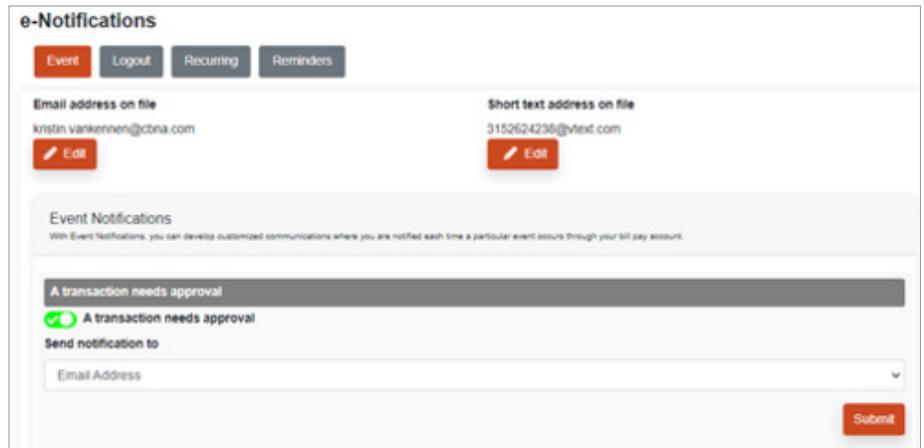 e-Notifications
Event Logout Recurring Reminders
Email address on file
kristin.vankennen@cbna.com
Edit
Short text address on file
3152624238@vtext.com
Edit
Event Notifications
With Event Notifications, you can develop customized communications where you are notified each time a particular event occurs through your bill pay account.
A transaction needs approval
A transaction needs approval
Send notification to
Email Address
Submit